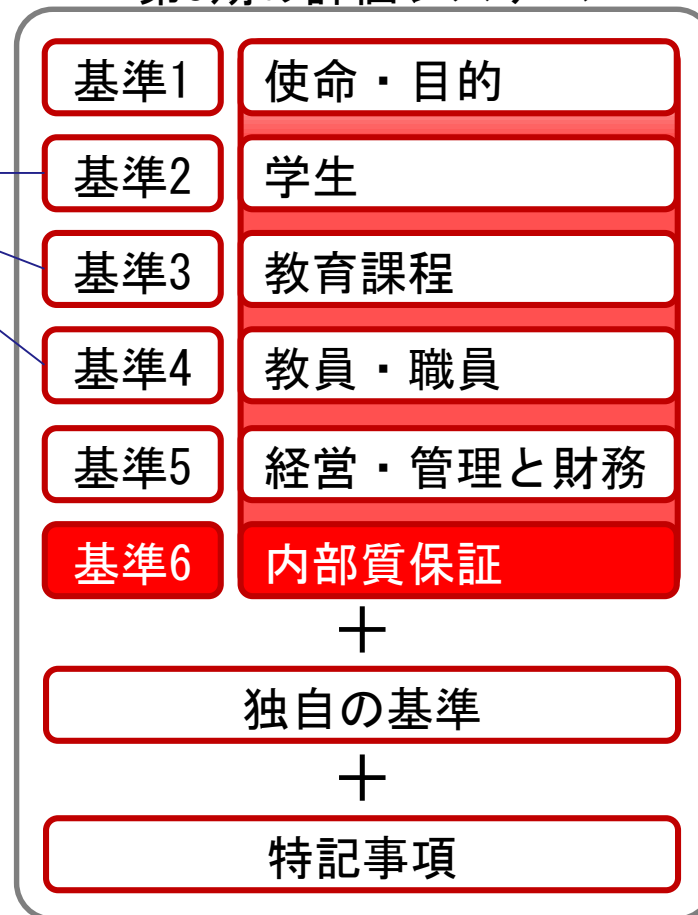 基準1 使命・目的
基準2 学生
基準3 教育課程
基準4 教員・職員
基準5 経営・管理と財務
基準6 内部質保証
＋
独自の基準
＋
特記事項